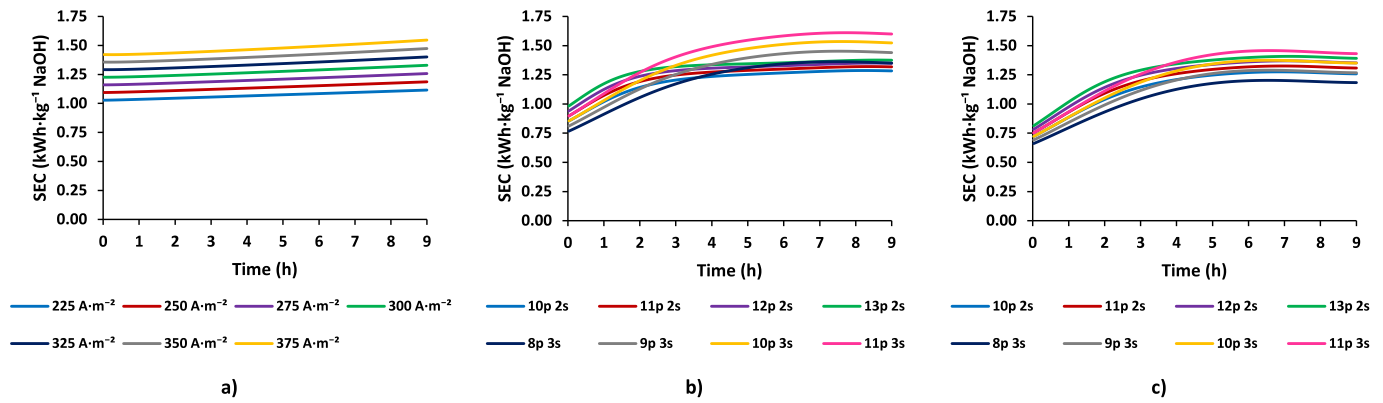 SEC (kWh·kg⁻¹ NaOH)
1.75
1.50
1.25
1.00
0.75
0.50
0.25
0.00
0 1 2 3 4 5 6 7 8 9
Time (h)
225 A·m⁻² 250 A·m⁻² 275 A·m⁻² 300 A·m⁻²
325 A·m⁻² 350 A·m⁻² 375 A·m⁻²
a)
SEC (kWh·kg⁻¹ NaOH)
1.75
1.50
1.25
1.00
0.75
0.50
0.25
0.00
0 1 2 3 4 5 6 7 8 9
Time (h)
10p 2s 11p 2s 12p 2s 13p 2s
8p 3s 9p 3s 10p 3s 11p 3s
b)
SEC (kWh·kg⁻¹ NaOH)
1.75
1.50
1.25
1.00
0.75
0.50
0.25
0.00
0 1 2 3 4 5 6 7 8 9
Time (h)
10p 2s 11p 2s 12p 2s 13p 2s
8p 3s 9p 3s 10p 3s 11p 3s
c)